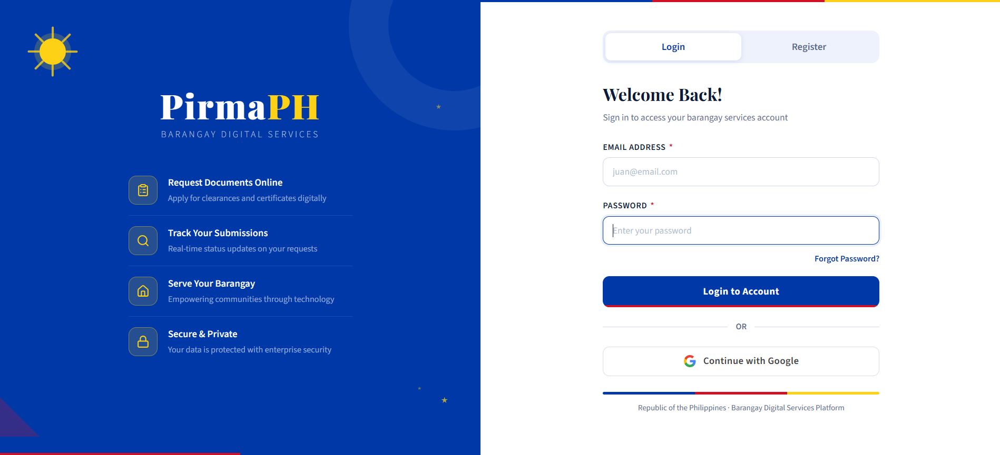 PirmaPH
BARANGAY DIGITAL SERVICES
Request Documents Online
Apply for clearances and certificates digitally
Track Your Submissions
Real-time status updates on your requests
Serve Your Barangay
Empowering communities through technology
Secure & Private
Your data is protected with enterprise security
Login
Register
Welcome Back!
Sign in to access your barangay services account
EMAIL ADDRESS *
juan@email.com
PASSWORD *
Enter your password
Forgot Password?
Login to Account
OR
Continue with Google
Republic of the Philippines · Barangay Digital Services Platform